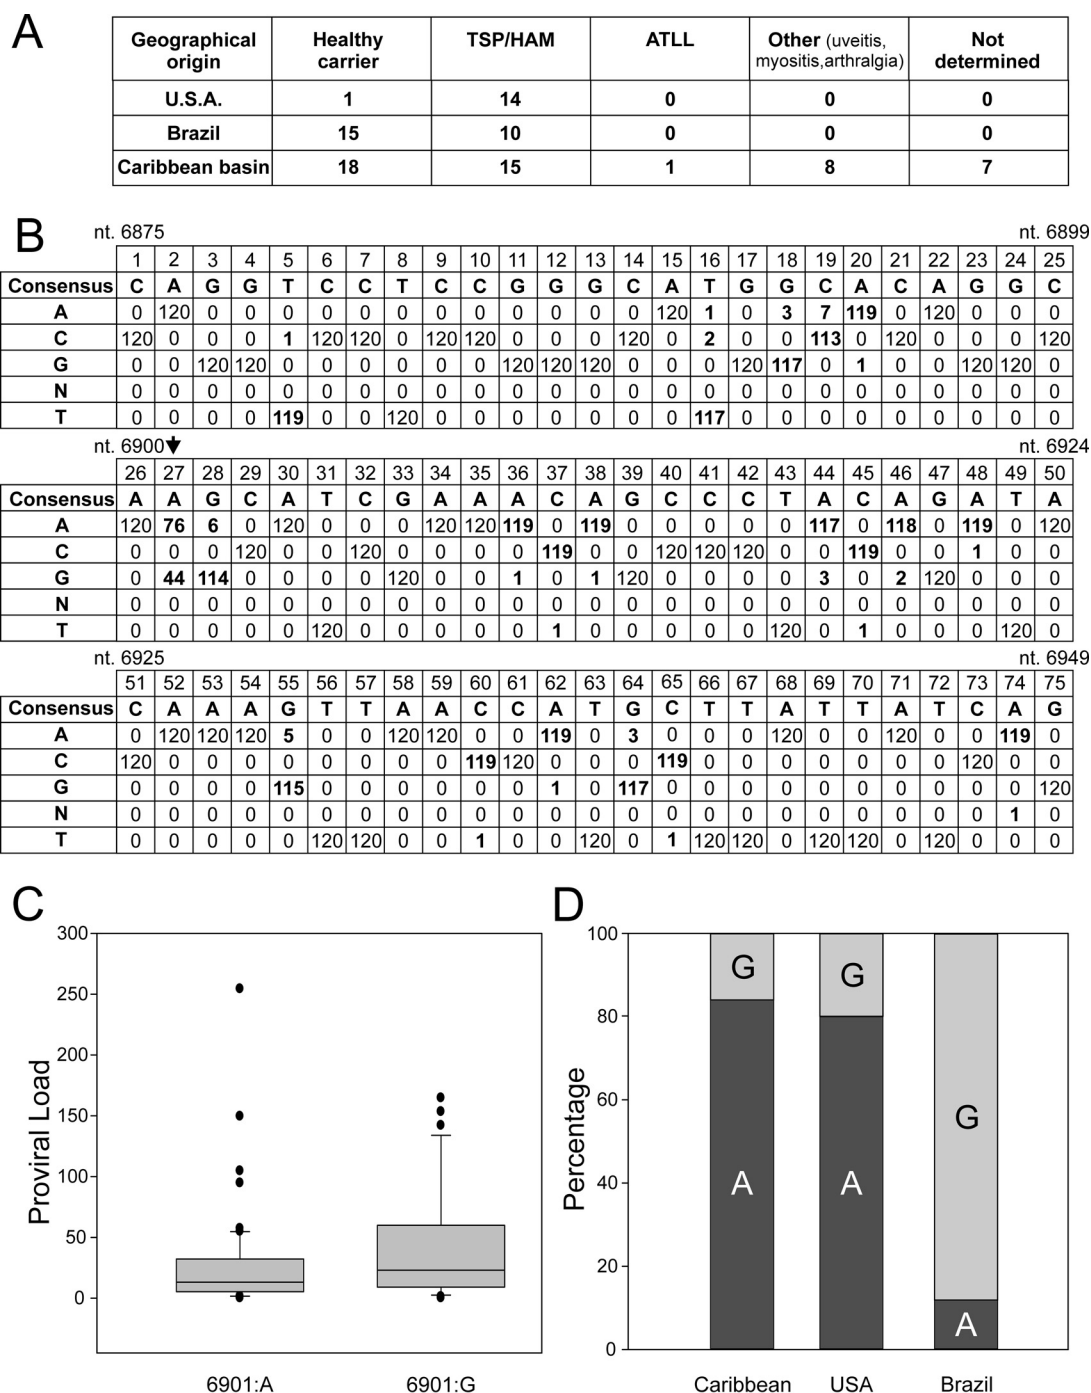 A
Geographical origin Healthy carrier TSP/HAM ATLL Other (uveitis, myositis,arthralgia) Not determined
U.S.A. 1 14 0 0 0
Brazil 15 10 0 0 0
Caribbean basin 18 15 1 8 7
B
nt. 6875 nt. 6899
1 2 3 4 5 6 7 8 9 10 11 12 13 14 15 16 17 18 19 20 21 22 23 24 25
Consensus C A G G T C C T C C G G G C A T G G C A C A G G C
A 0 120 0 0 0 0 0 0 0 0 0 0 0 0 120 1 0 3 7 119 0 120 0 0 0
C 120 0 0 0 1 120 120 0 120 120 0 0 0 120 0 2 0 0 113 0 120 0 0 0 120
G 0 0 120 120 0 0 0 0 0 0 120 120 120 0 0 0 120 117 0 1 0 0 120 120 0
N 0 0 0 0 0 0 0 0 0 0 0 0 0 0 0 0 0 0 0 0 0 0 0 0 0
T 0 0 0 0 119 0 0 120 0 0 0 0 0 0 0 117 0 0 0 0 0 0 0 0 0
nt. 6900 nt. 6924
26 27 28 29 30 31 32 33 34 35 36 37 38 39 40 41 42 43 44 45 46 47 48 49 50
Consensus A A G C A T C G A A A C A G C C C T A C A G A T A
A 120 76 6 0 120 0 0 0 120 120 119 0 119 0 0 0 0 0 117 0 118 0 119 0 120
C 0 0 0 120 0 0 120 0 0 0 0 119 0 0 120 120 120 0 0 119 0 0 1 0 0
G 0 44 114 0 0 0 0 120 0 0 1 0 1 120 0 0 0 0 3 0 2 120 0 0 0
N 0 0 0 0 0 0 0 0 0 0 0 0 0 0 0 0 0 0 0 0 0 0 0 0 0
T 0 0 0 0 0 120 0 0 0 0 0 1 0 0 0 0 0 120 0 1 0 0 0 120 0
nt. 6925 nt. 6949
51 52 53 54 55 56 57 58 59 60 61 62 63 64 65 66 67 68 69 70 71 72 73 74 75
Consensus C A A A G T T A A C C A T G C T T A T T A T C A G
A 0 120 120 120 5 0 0 120 120 0 0 119 0 3 0 0 0 120 0 0 120 0 0 119 0
C 120 0 0 0 0 0 0 0 0 119 120 0 0 0 119 0 0 0 0 0 0 0 120 0 0
G 0 0 0 0 115 0 0 0 0 0 0 1 0 117 0 0 0 0 0 0 0 0 0 0 120
N 0 0 0 0 0 0 0 0 0 0 0 0 0 0 0 0 0 0 0 0 0 0 0 1 0
T 0 0 0 0 0 120 120 0 0 1 0 0 120 0 1 120 120 0 120 120 0 120 0 0 0
C
Proviral Load
300
250
200
150
100
50
0
6901:A 6901:G
D
Percentage
100
80
60
40
20
0
G G G
A A A
Caribbean USA Brazil